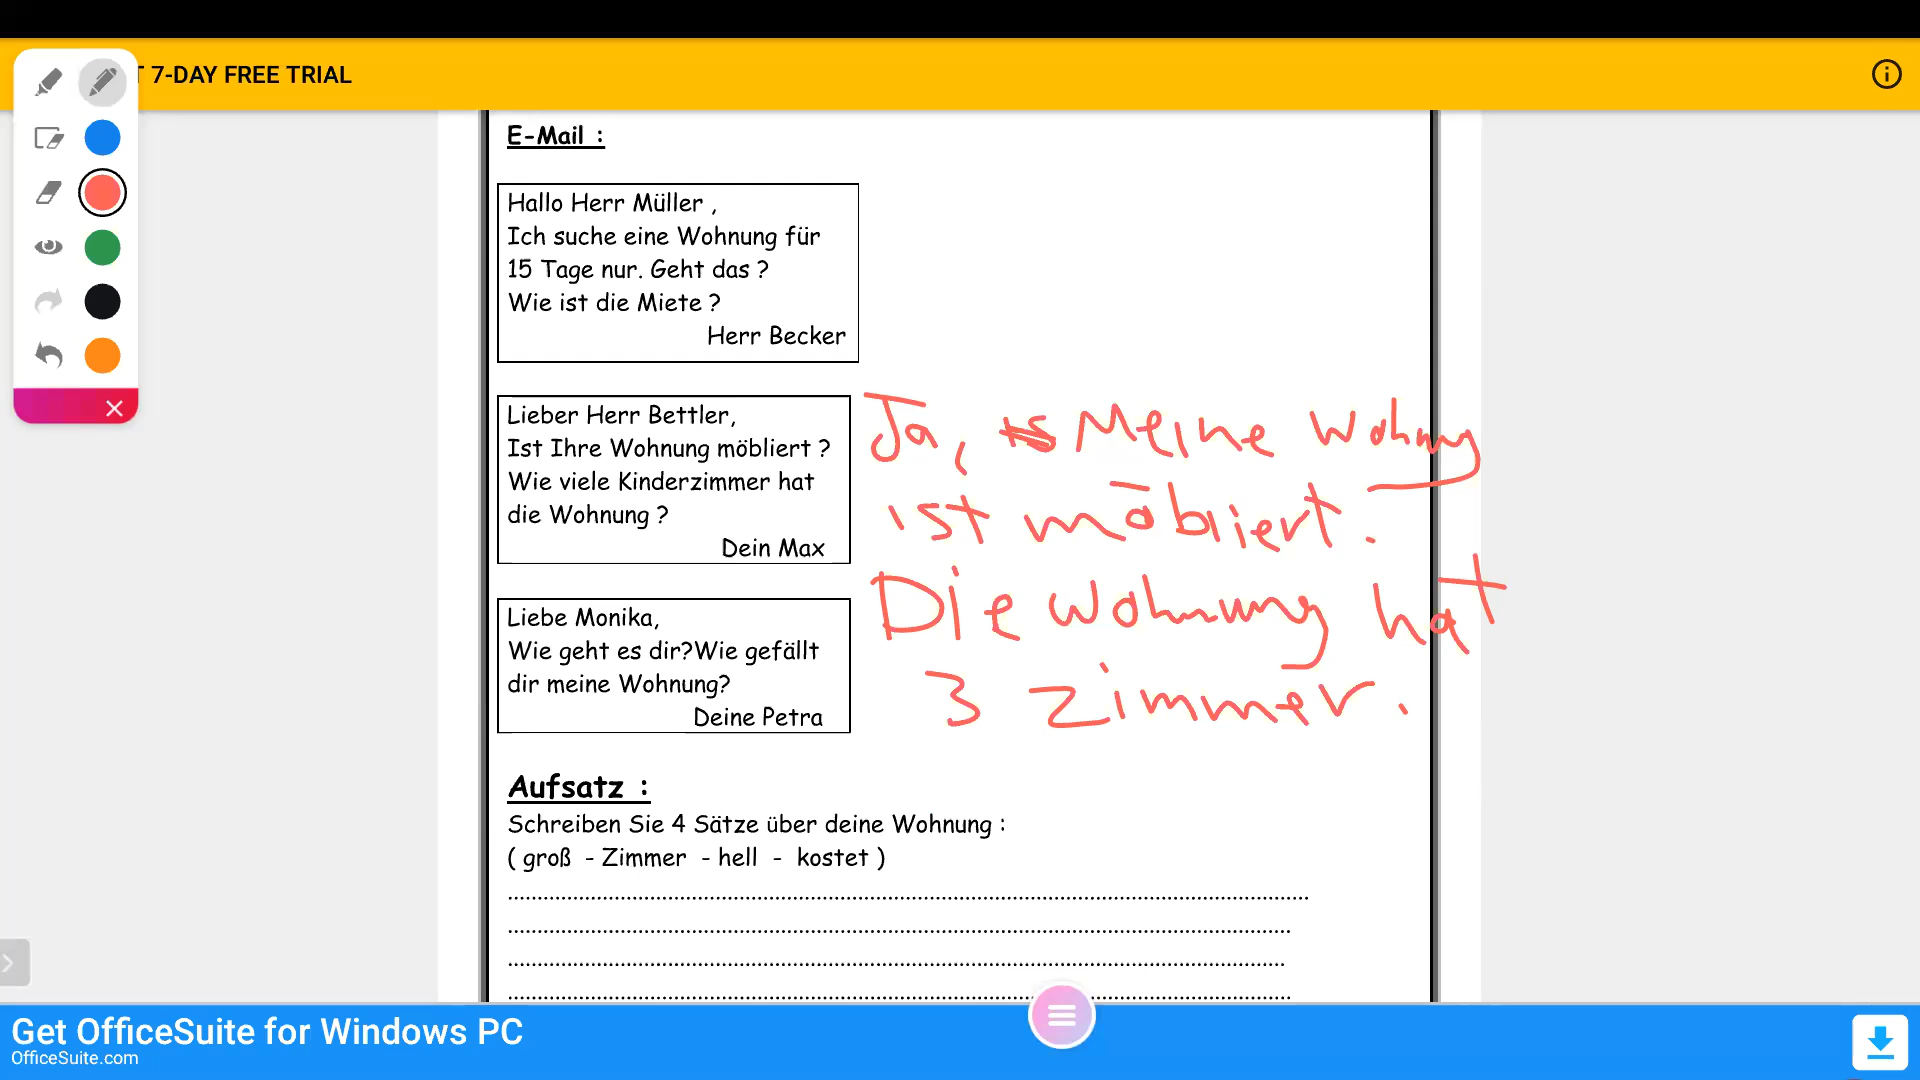 T 7-DAY FREE TRIAL
E-Mail :
Hallo Herr Müller ,
Ich suche eine Wohnung für
15 Tage nur. Geht das ?
Wie ist die Miete ?
Herr Becker
Lieber Herr Bettler,
Ist Ihre Wohnung möbliert ?
Wie viele Kinderzimmer hat
die Wohnung ?
Dein Max
Ja, Meine Wohnung
ist möbliert.
Die Wohnung hat
3 Zimmer.
Liebe Monika,
Wie geht es dir?Wie gefällt
dir meine Wohnung?
Deine Petra
Aufsatz :
Schreiben Sie 4 Sätze über deine Wohnung :
( groß - Zimmer - hell - kostet )
Get OfficeSuite for Windows PC
OfficeSuite.com